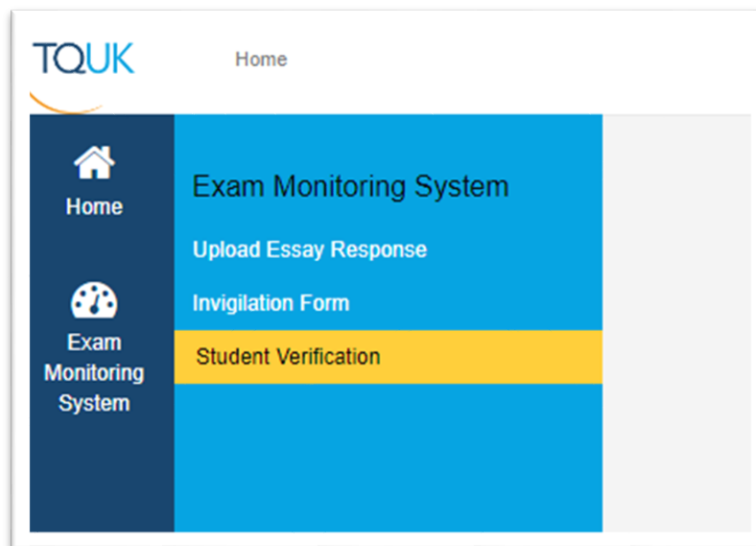 TQUK
Home
Home
Exam
Monitoring
System
Exam Monitoring System
Upload Essay Response
Invigilation Form
Student Verification